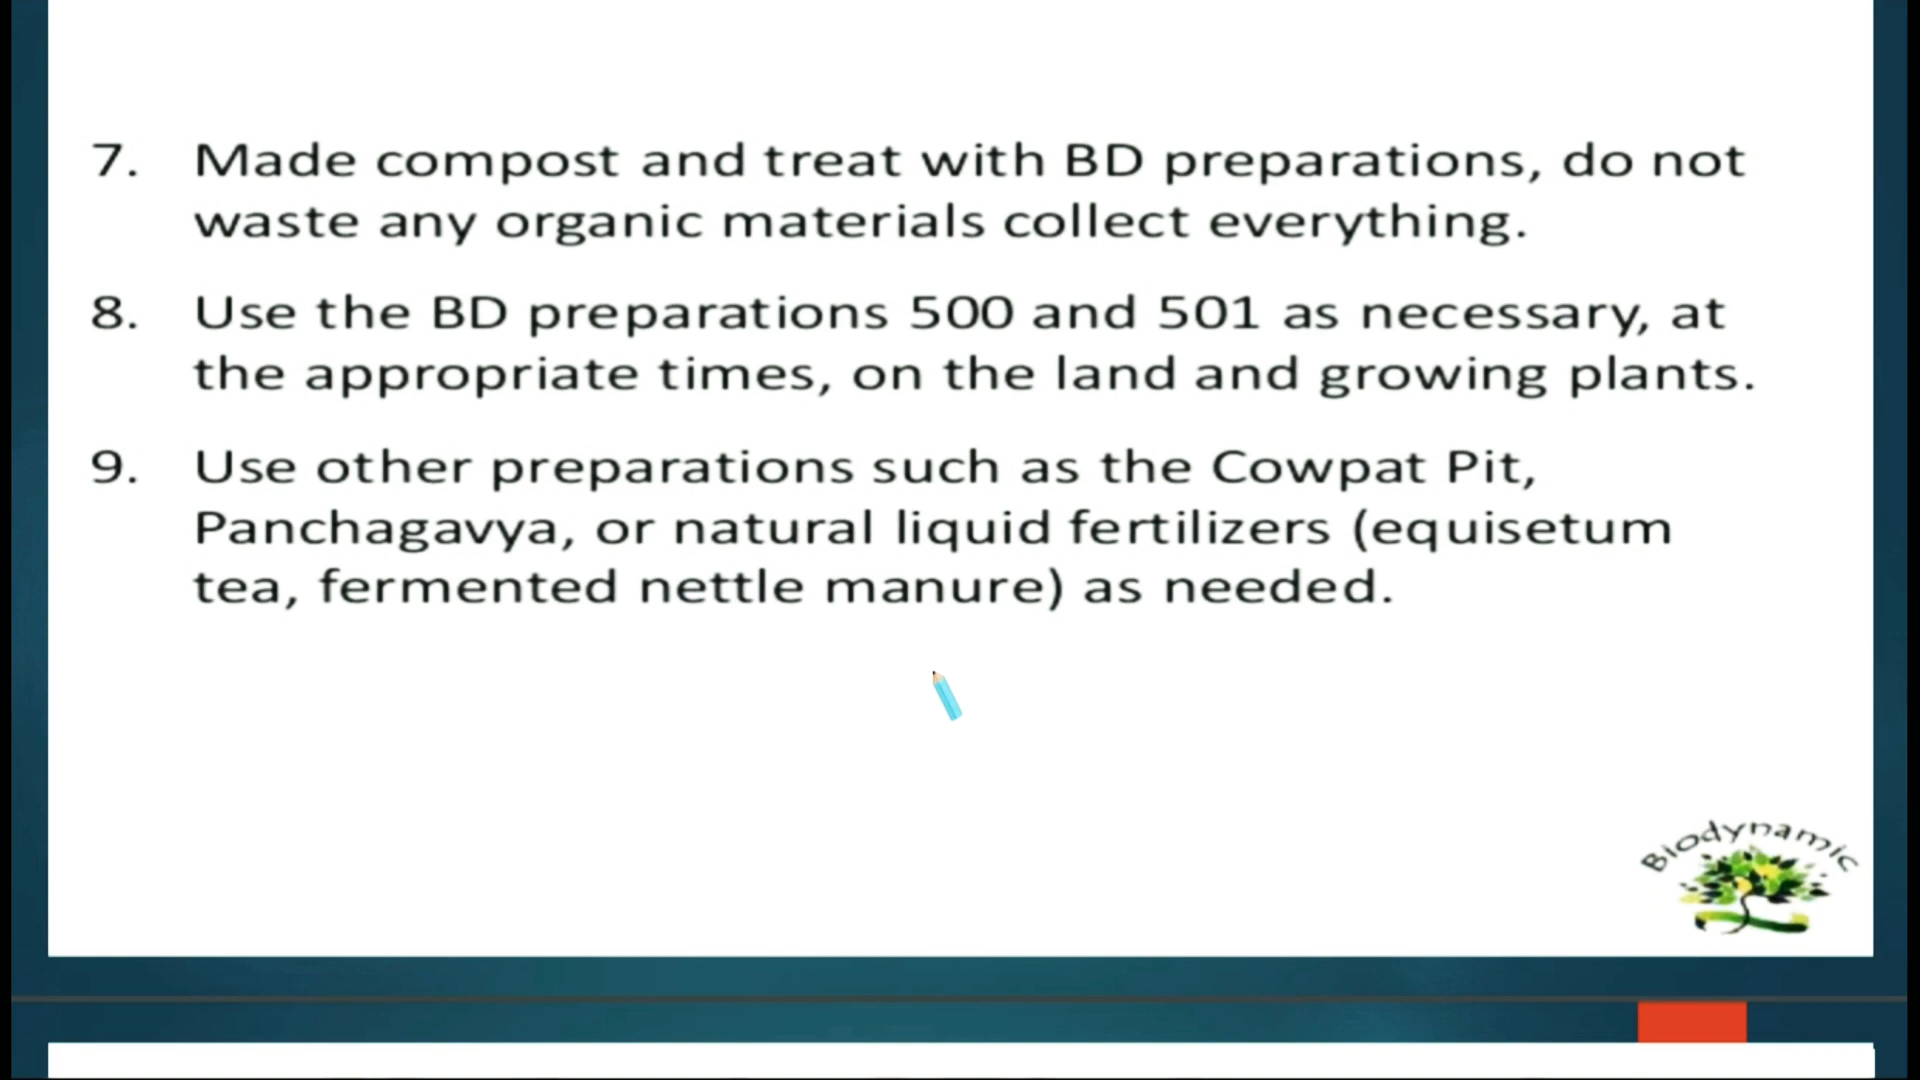 7. Made compost and treat with BD preparations, do not
waste any organic materials collect everything.
8. Use the BD preparations 500 and 501 as necessary, at
the appropriate times, on the land and growing plants.
9. Use other preparations such as the Cowpat Pit,
Panchagavya, or natural liquid fertilizers (equisetum
tea, fermented nettle manure) as needed.
Biodynamic